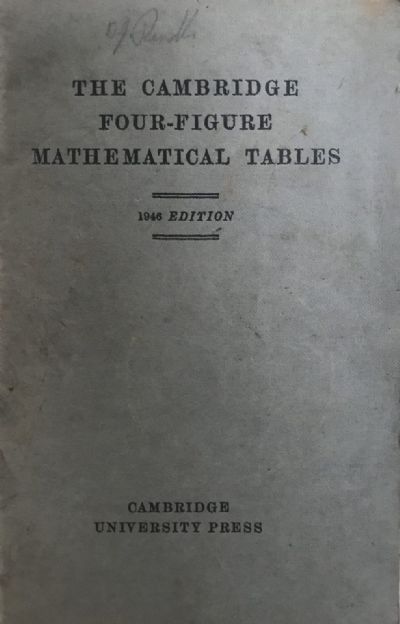 THE CAMBRIDGE
FOUR-FIGURE
MATHEMATICAL TABLES
1946 EDITION
CAMBRIDGE
UNIVERSITY PRESS